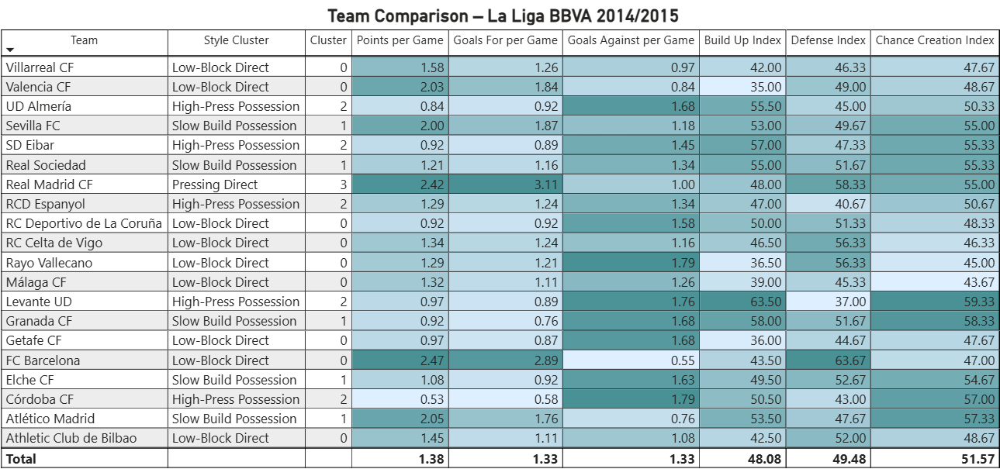 Team Comparison – La Liga BBVA 2014/2015
Team Style Cluster Cluster Points per Game Goals For per Game Goals Against per Game Build Up Index Defense Index Chance Creation Index
Villarreal CF Low-Block Direct 0 1.58 1.26 0.97 42.00 46.33 47.67
Valencia CF Low-Block Direct 0 2.03 1.84 0.84 35.00 49.00 48.67
UD Almería High-Press Possession 2 0.84 0.92 1.68 55.50 45.00 50.33
Sevilla FC Slow Build Possession 1 2.00 1.87 1.18 53.00 49.67 55.00
SD Eibar High-Press Possession 2 0.92 0.89 1.45 57.00 47.33 55.33
Real Sociedad Slow Build Possession 1 1.21 1.16 1.34 55.00 51.67 55.33
Real Madrid CF Pressing Direct 3 2.42 3.11 1.00 48.00 58.33 55.00
RCD Espanyol High-Press Possession 2 1.29 1.24 1.34 47.00 40.67 50.67
RC Deportivo de La Coruña Low-Block Direct 0 0.92 0.92 1.58 50.00 51.33 48.33
RC Celta de Vigo Low-Block Direct 0 1.34 1.24 1.16 46.50 56.33 46.33
Rayo Vallecano Low-Block Direct 0 1.29 1.21 1.79 36.50 56.33 45.00
Málaga CF Low-Block Direct 0 1.32 1.11 1.26 39.00 45.33 43.67
Levante UD High-Press Possession 2 0.97 0.89 1.76 63.50 37.00 59.33
Granada CF Slow Build Possession 1 0.92 0.76 1.68 58.00 51.67 58.33
Getafe CF Low-Block Direct 0 0.97 0.87 1.68 36.00 44.67 47.67
FC Barcelona Low-Block Direct 0 2.47 2.89 0.55 43.50 63.67 47.00
Elche CF Slow Build Possession 1 1.08 0.92 1.63 49.50 52.67 54.67
Córdoba CF High-Press Possession 2 0.53 0.58 1.79 50.50 43.00 57.00
Atlético Madrid Slow Build Possession 1 2.05 1.76 0.76 53.50 47.67 57.33
Athletic Club de Bilbao Low-Block Direct 0 1.45 1.11 1.08 42.50 52.00 48.67
Total 1.38 1.33 1.33 48.08 49.48 51.57